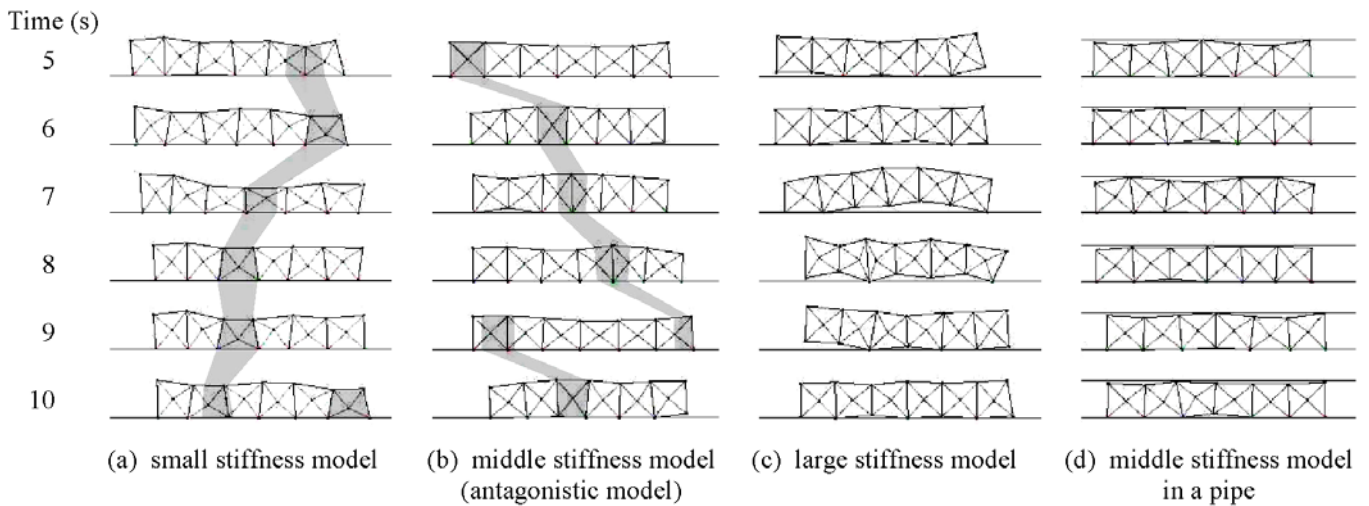 Time (s)
5
6
7
8
9
10
(a) small stiffness model
(b) middle stiffness model
(antagonistic model)
(c) large stiffness model
(d) middle stiffness model
in a pipe